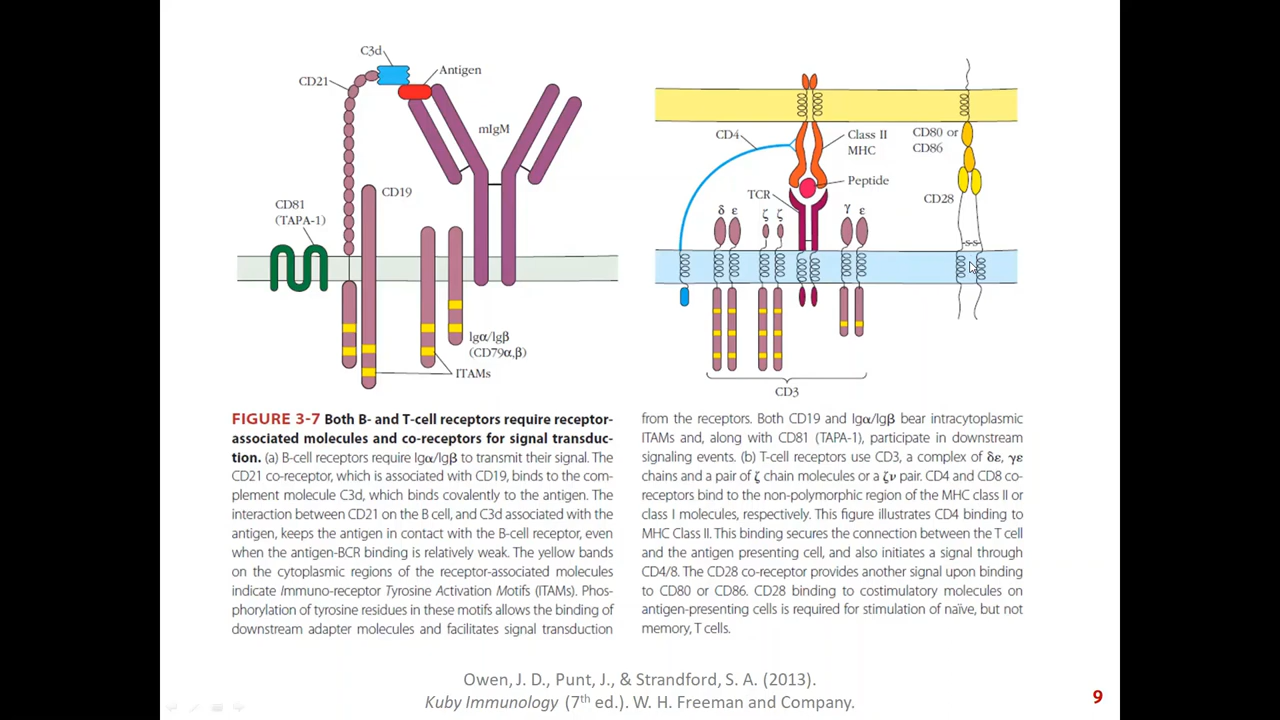 C3d
CD21
Antigen
mIgM
CD19
CD81
(TAPA-1)
Igα/Igβ
(CD79α,β)
ITAMs
CD4
Class II
MHC
CD80 or
CD86
Peptide
TCR
CD28
δ ε ζ ζ γ ε
-s-s-
CD3
FIGURE 3-7 Both B- and T-cell receptors require receptor-
associated molecules and co-receptors for signal transduc-
tion. (a) B-cell receptors require Igα/Igβ to transmit their signal. The
CD21 co-receptor, which is associated with CD19, binds to the com-
plement molecule C3d, which binds covalently to the antigen. The
interaction between CD21 on the B cell, and C3d associated with the
antigen, keeps the antigen in contact with the B-cell receptor, even
when the antigen-BCR binding is relatively weak. The yellow bands
on the cytoplasmic regions of the receptor-associated molecules
indicate Immuno-receptor Tyrosine Activation Motifs (ITAMs). Phos-
phorylation of tyrosine residues in these motifs allows the binding of
downstream adapter molecules and facilitates signal transduction
from the receptors. Both CD19 and Igα/Igβ bear intracytoplasmic
ITAMs and, along with CD81 (TAPA-1), participate in downstream
signaling events. (b) T-cell receptors use CD3, a complex of δε, γε
chains and a pair of ζ chain molecules or a ζν pair. CD4 and CD8 co-
receptors bind to the non-polymorphic region of the MHC class II or
class I molecules, respectively. This figure illustrates CD4 binding to
MHC Class II. This binding secures the connection between the T cell
and the antigen presenting cell, and also initiates a signal through
CD4/8. The CD28 co-receptor provides another signal upon binding
to CD80 or CD86. CD28 binding to costimulatory molecules on
antigen-presenting cells is required for stimulation of naïve, but not
memory, T cells.
Owen, J. D., Punt, J., & Strandford, S. A. (2013).
Kuby Immunology (7th ed.). W. H. Freeman and Company.
9